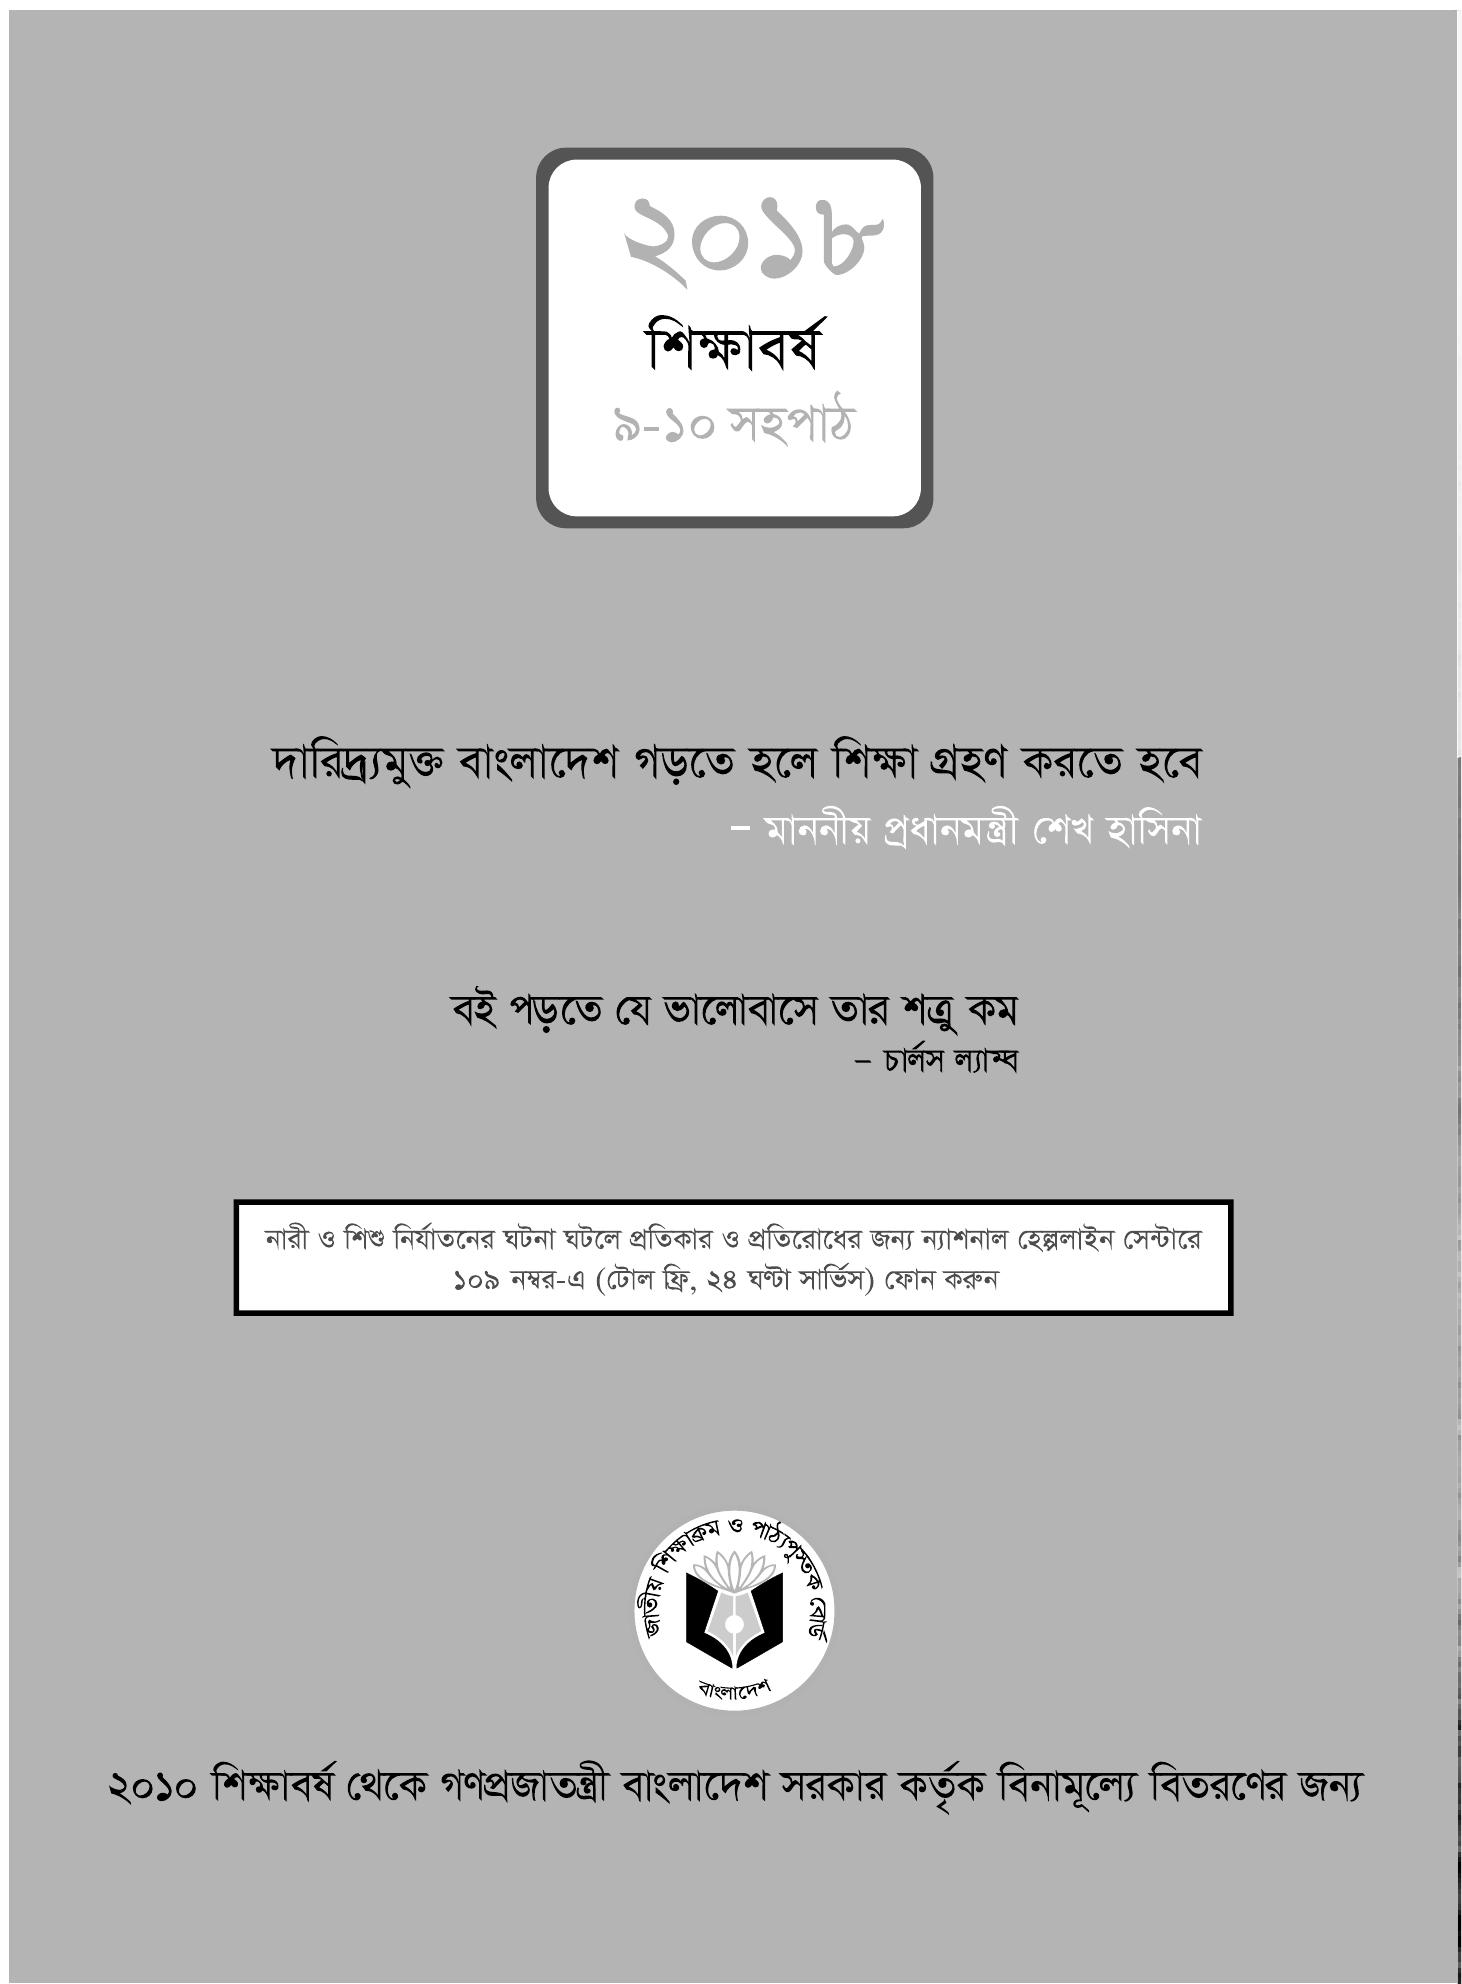 ২০১৮
শিক্ষাবর্ষ
৯-১০ সহপাঠ
দারিদ্র্যমুক্ত বাংলাদেশ গড়তে হলে শিক্ষা গ্রহণ করতে হবে
– মাননীয় প্রধানমন্ত্রী শেখ হাসিনা
বই পড়তে যে ভালোবাসে তার শত্রু কম
– চার্লস ল্যাম্ব
নারী ও শিশু নির্যাতনের ঘটনা ঘটলে প্রতিকার ও প্রতিরোধের জন্য ন্যাশনাল হেল্পলাইন সেন্টারে
১০৯ নম্বর-এ (টোল ফ্রি, ২৪ ঘণ্টা সার্ভিস) ফোন করুন
জাতীয় শিক্ষাক্রম ও পাঠ্যপুস্তক বোর্ড
বাংলাদেশ
২০১০ শিক্ষাবর্ষ থেকে গণপ্রজাতন্ত্রী বাংলাদেশ সরকার কর্তৃক বিনামূল্যে বিতরণের জন্য